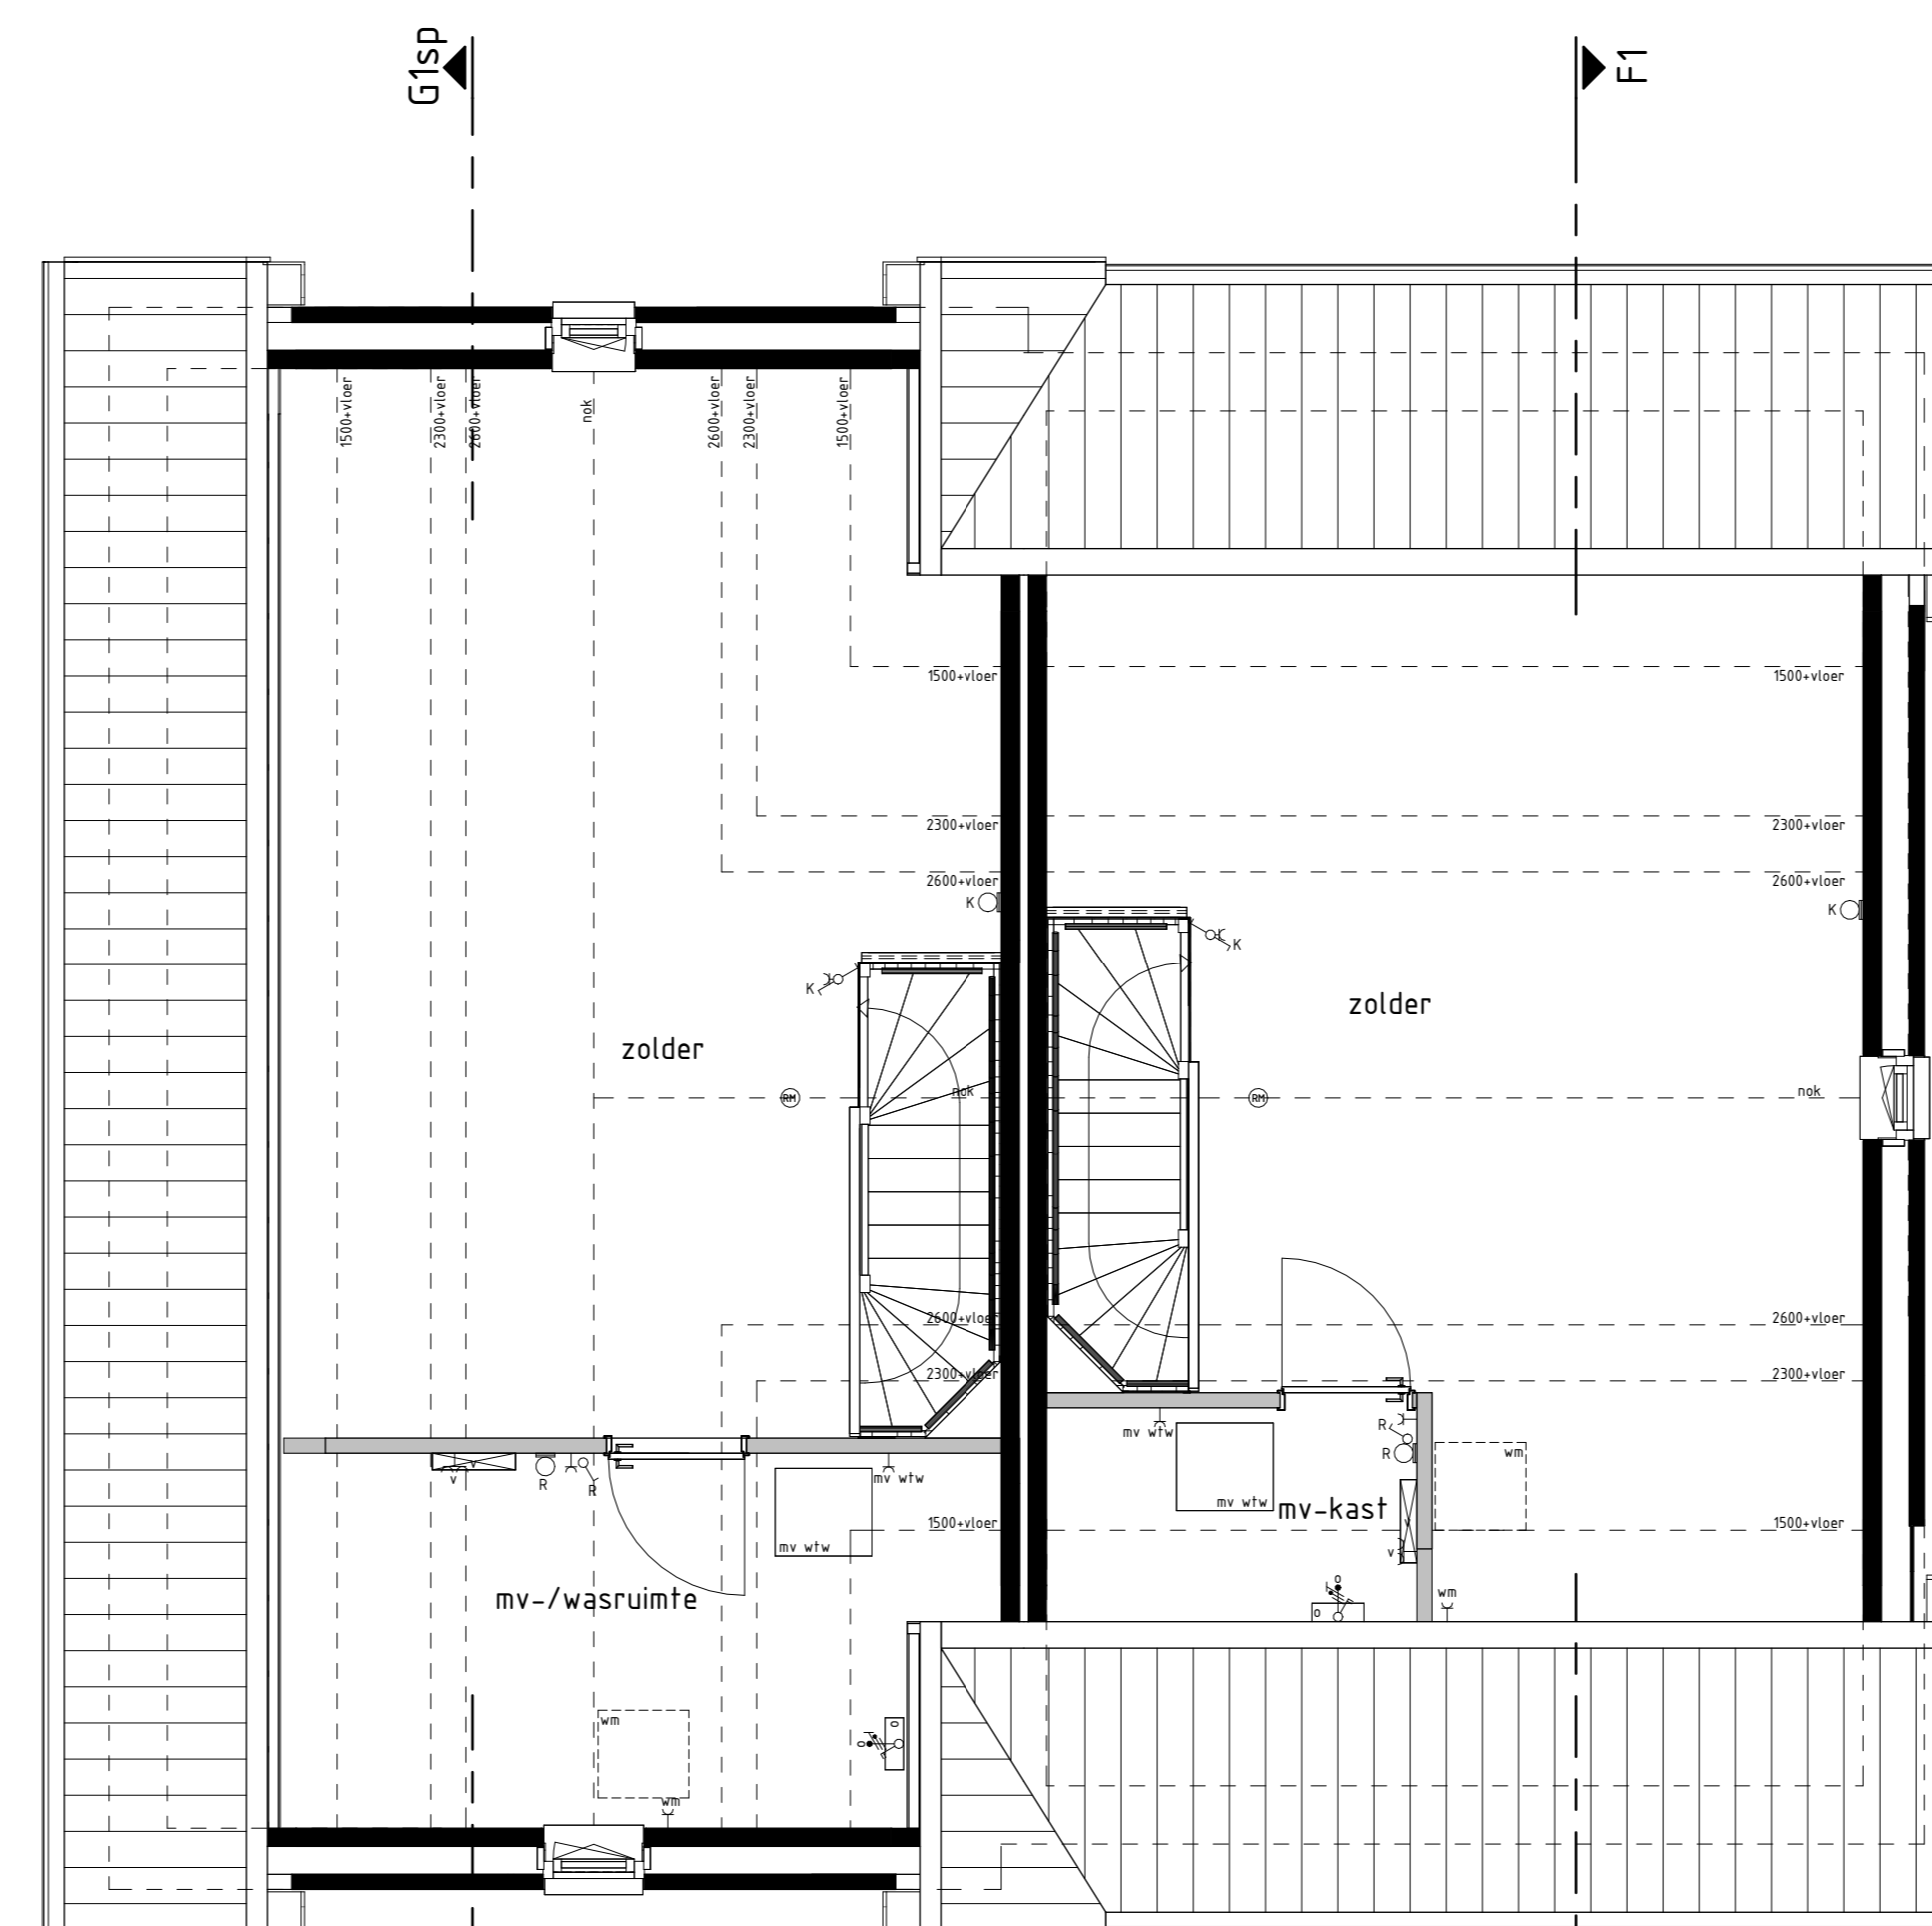 G1sp
F1
1500+vloer
2300+vloer
2600+vloer
nok
2600+vloer
2300+vloer
1500+vloer
1500+vloer
1500+vloer
2300+vloer
2300+vloer
2600+vloer
2600+vloer
K
K
K
K
zolder
zolder
RM
nok
RM
nok
2600+vloer
2600+vloer
2300+vloer
2300+vloer
mv wtw
R
R
wm
v
v
R
R
mv wtw
mv wtw
mv-kast
1500+vloer
1500+vloer
mv wtw
v
v
mv-/wasruimte
o
o
wm
wm
o
o
wm